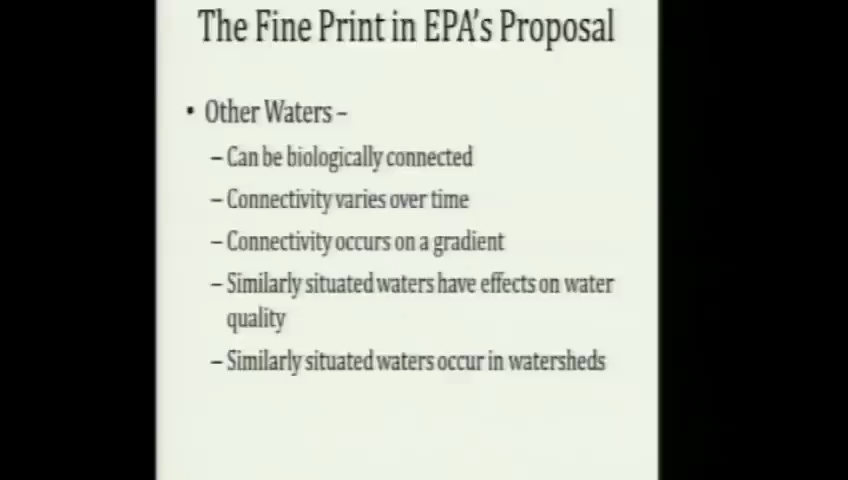 The Fine Print in EPA's Proposal
• Other Waters –
– Can be biologically connected
– Connectivity varies over time
– Connectivity occurs on a gradient
– Similarly situated waters have effects on water
quality
– Similarly situated waters occur in watersheds